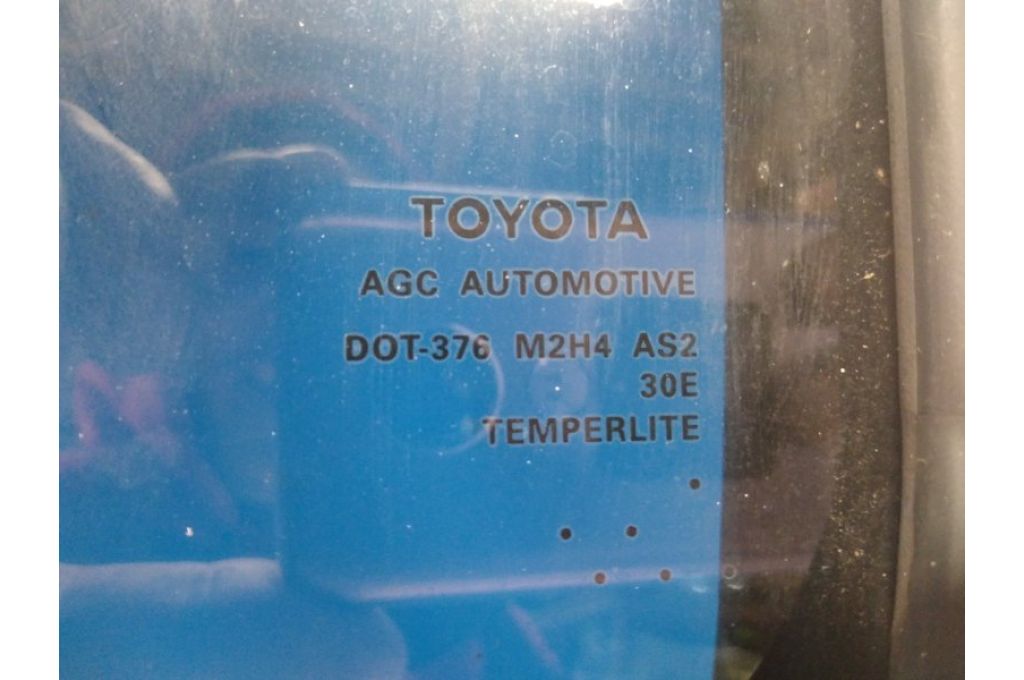 TOYOTA
AGC AUTOMOTIVE
DOT-376 M2H4 AS2
30E
TEMPERLITE